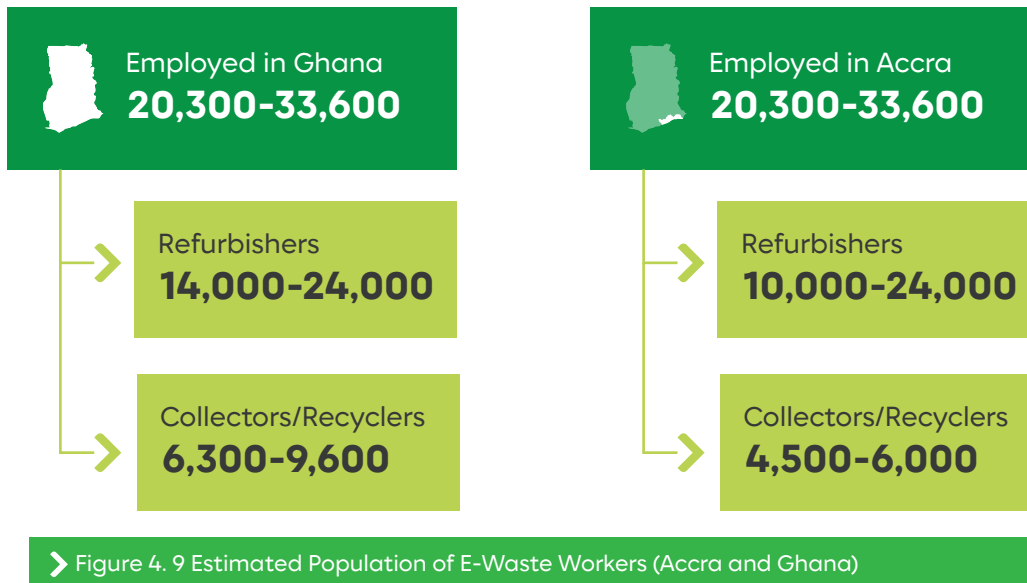 Employed in Ghana
20,300-33,600
Refurbishers
14,000-24,000
Collectors/Recyclers
6,300-9,600
Employed in Accra
20,300-33,600
Refurbishers
10,000-24,000
Collectors/Recyclers
4,500-6,000
Figure 4. 9 Estimated Population of E-Waste Workers (Accra and Ghana)